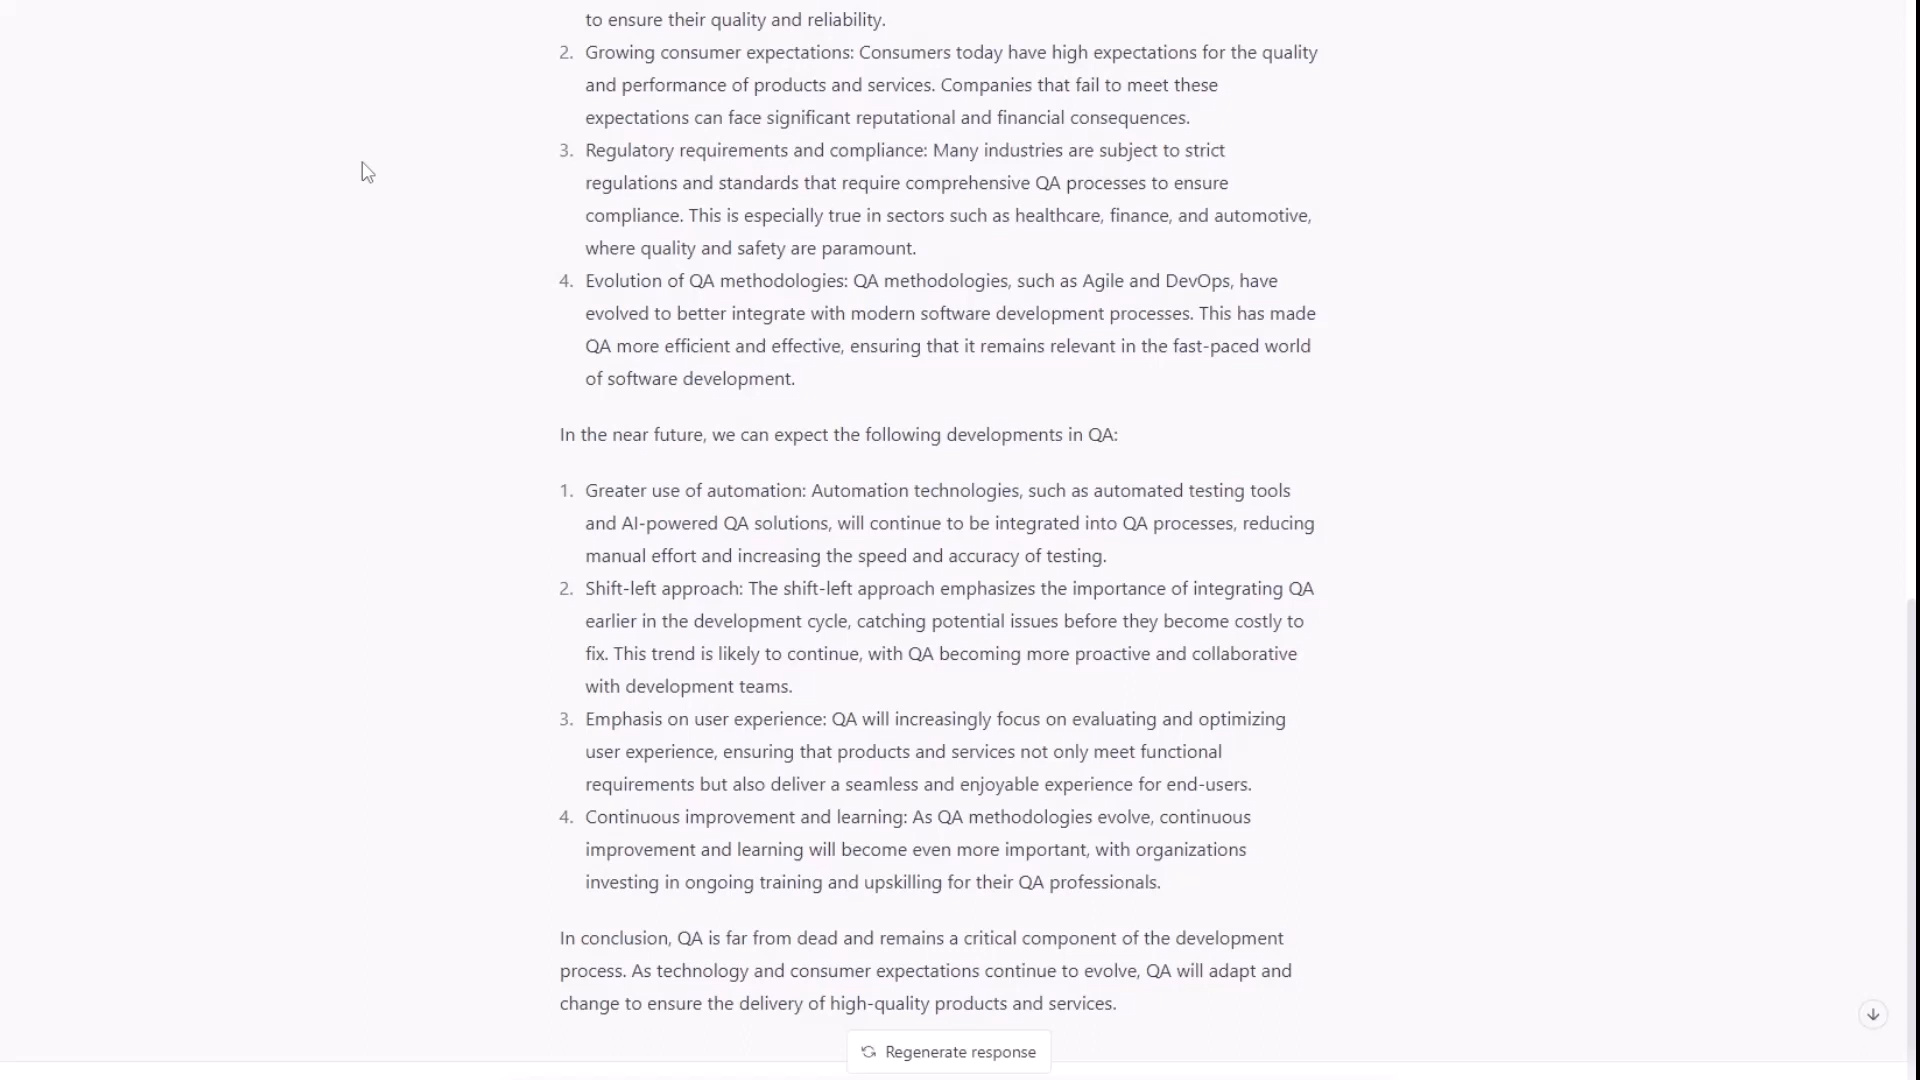 to ensure their quality and reliability.
2. Growing consumer expectations: Consumers today have high expectations for the quality
and performance of products and services. Companies that fail to meet these
expectations can face significant reputational and financial consequences.
3. Regulatory requirements and compliance: Many industries are subject to strict
regulations and standards that require comprehensive QA processes to ensure
compliance. This is especially true in sectors such as healthcare, finance, and automotive,
where quality and safety are paramount.
4. Evolution of QA methodologies: QA methodologies, such as Agile and DevOps, have
evolved to better integrate with modern software development processes. This has made
QA more efficient and effective, ensuring that it remains relevant in the fast-paced world
of software development.
In the near future, we can expect the following developments in QA:
1. Greater use of automation: Automation technologies, such as automated testing tools
and AI-powered QA solutions, will continue to be integrated into QA processes, reducing
manual effort and increasing the speed and accuracy of testing.
2. Shift-left approach: The shift-left approach emphasizes the importance of integrating QA
earlier in the development cycle, catching potential issues before they become costly to
fix. This trend is likely to continue, with QA becoming more proactive and collaborative
with development teams.
3. Emphasis on user experience: QA will increasingly focus on evaluating and optimizing
user experience, ensuring that products and services not only meet functional
requirements but also deliver a seamless and enjoyable experience for end-users.
4. Continuous improvement and learning: As QA methodologies evolve, continuous
improvement and learning will become even more important, with organizations
investing in ongoing training and upskilling for their QA professionals.
In conclusion, QA is far from dead and remains a critical component of the development
process. As technology and consumer expectations continue to evolve, QA will adapt and
change to ensure the delivery of high-quality products and services.
Regenerate response